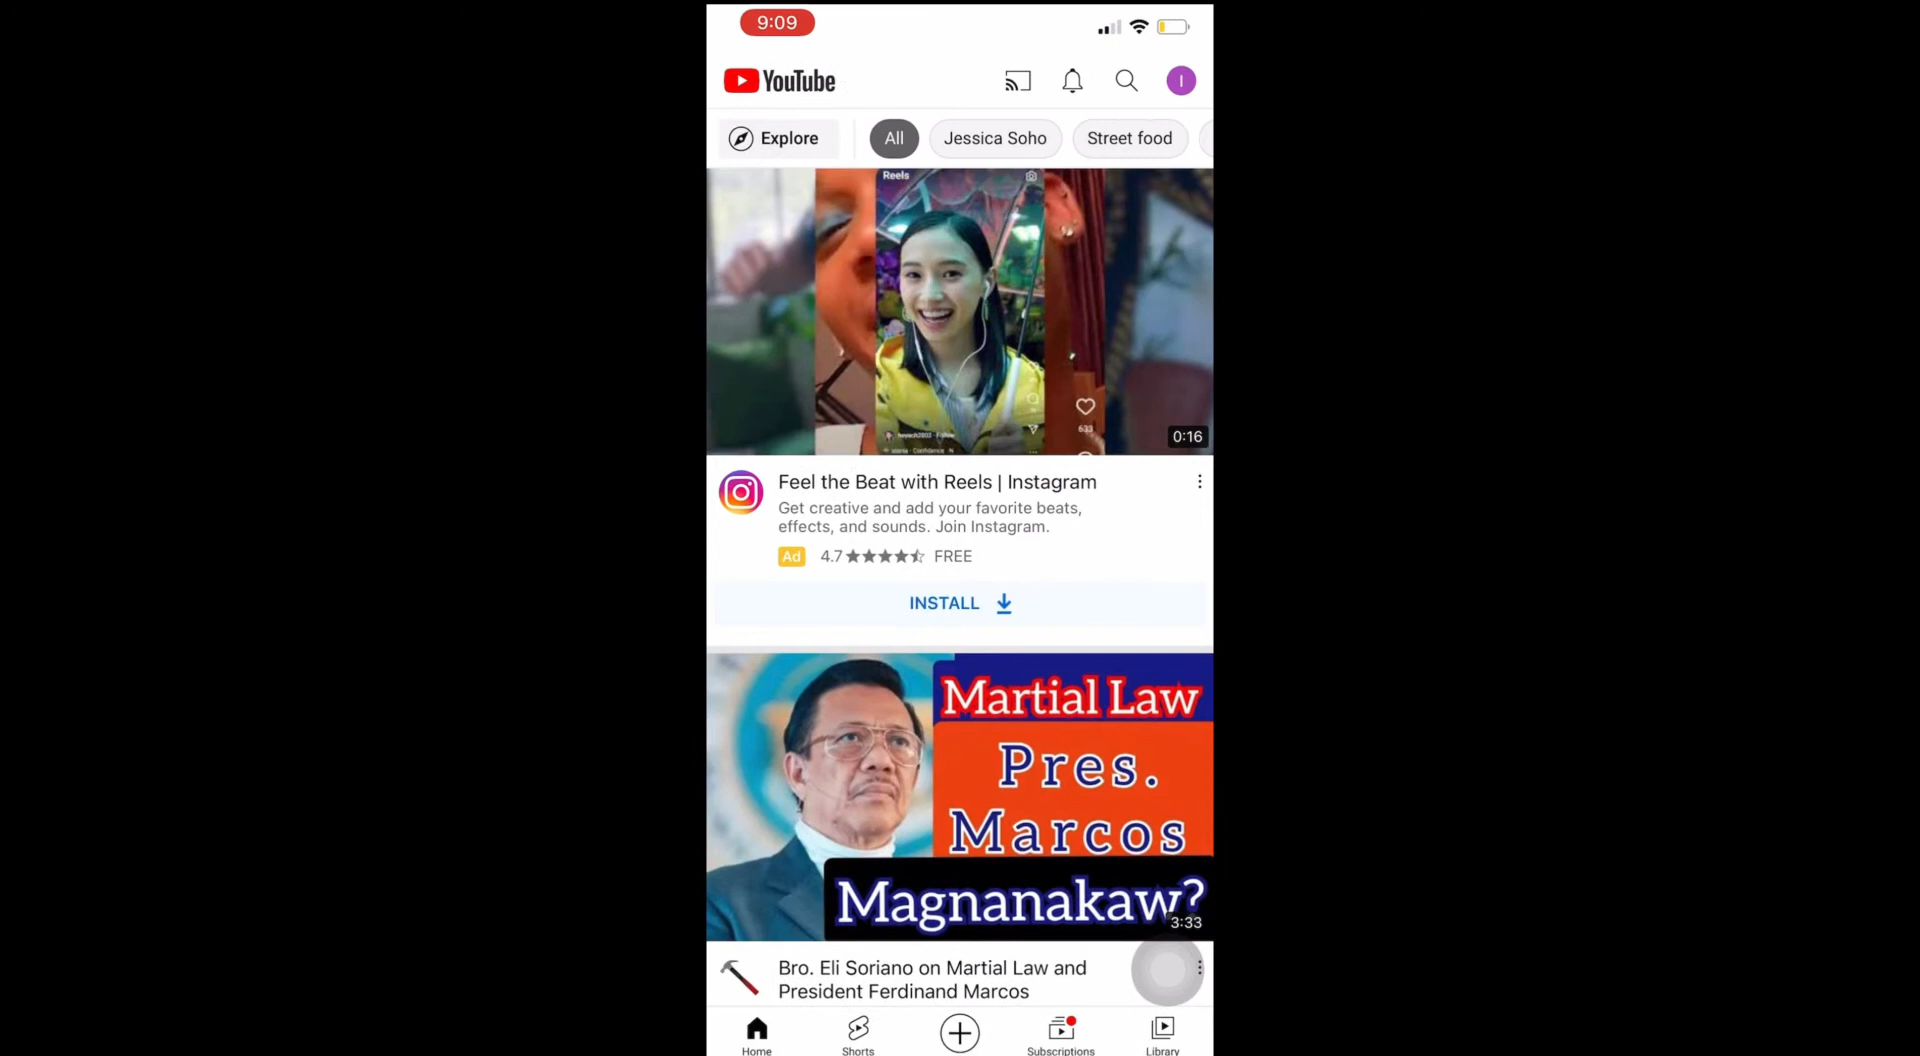 9:09
YouTube
I
Explore
All
Jessica Soho
Street food
Reels
633
0:16
Feel the Beat with Reels | Instagram
Get creative and add your favorite beats,
effects, and sounds. Join Instagram.
Ad 4.7 FREE
INSTALL
Martial Law
Pres.
Marcos
Magnanakaw?
3:33
Bro. Eli Soriano on Martial Law and
President Ferdinand Marcos
Home
Shorts
Subscriptions
Library